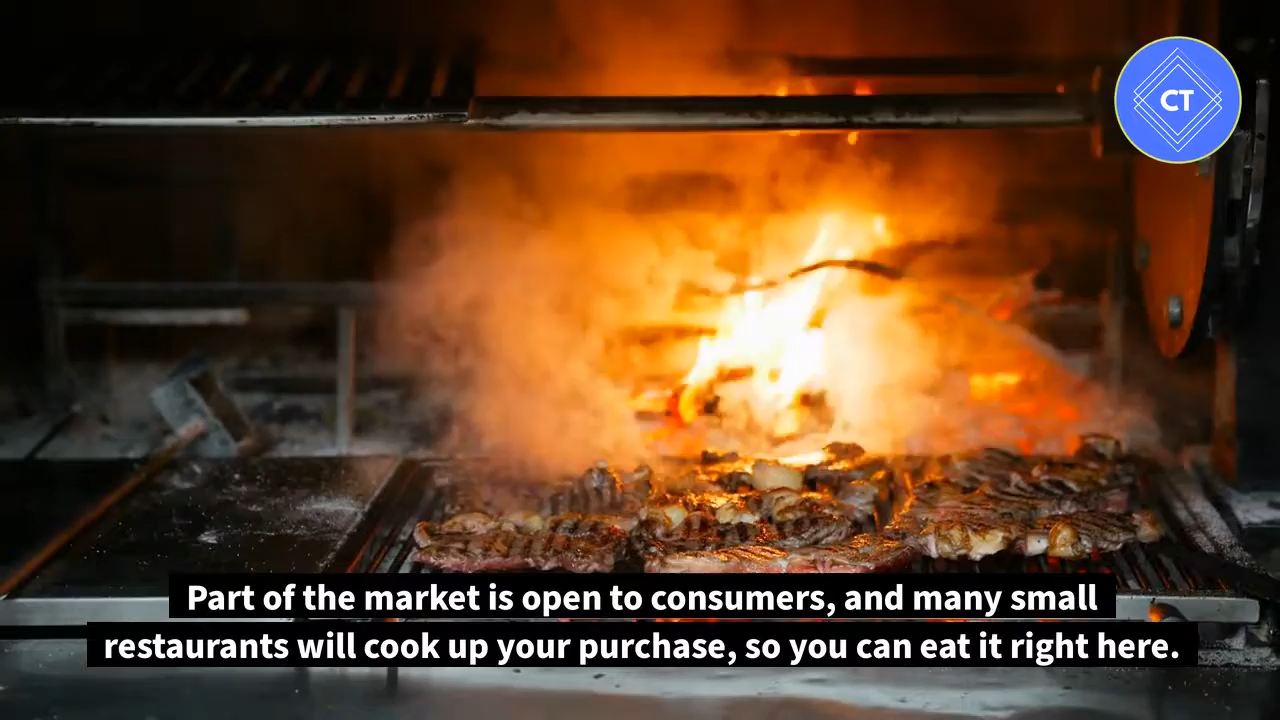 CT
Part of the market is open to consumers, and many small
restaurants will cook up your purchase, so you can eat it right here.